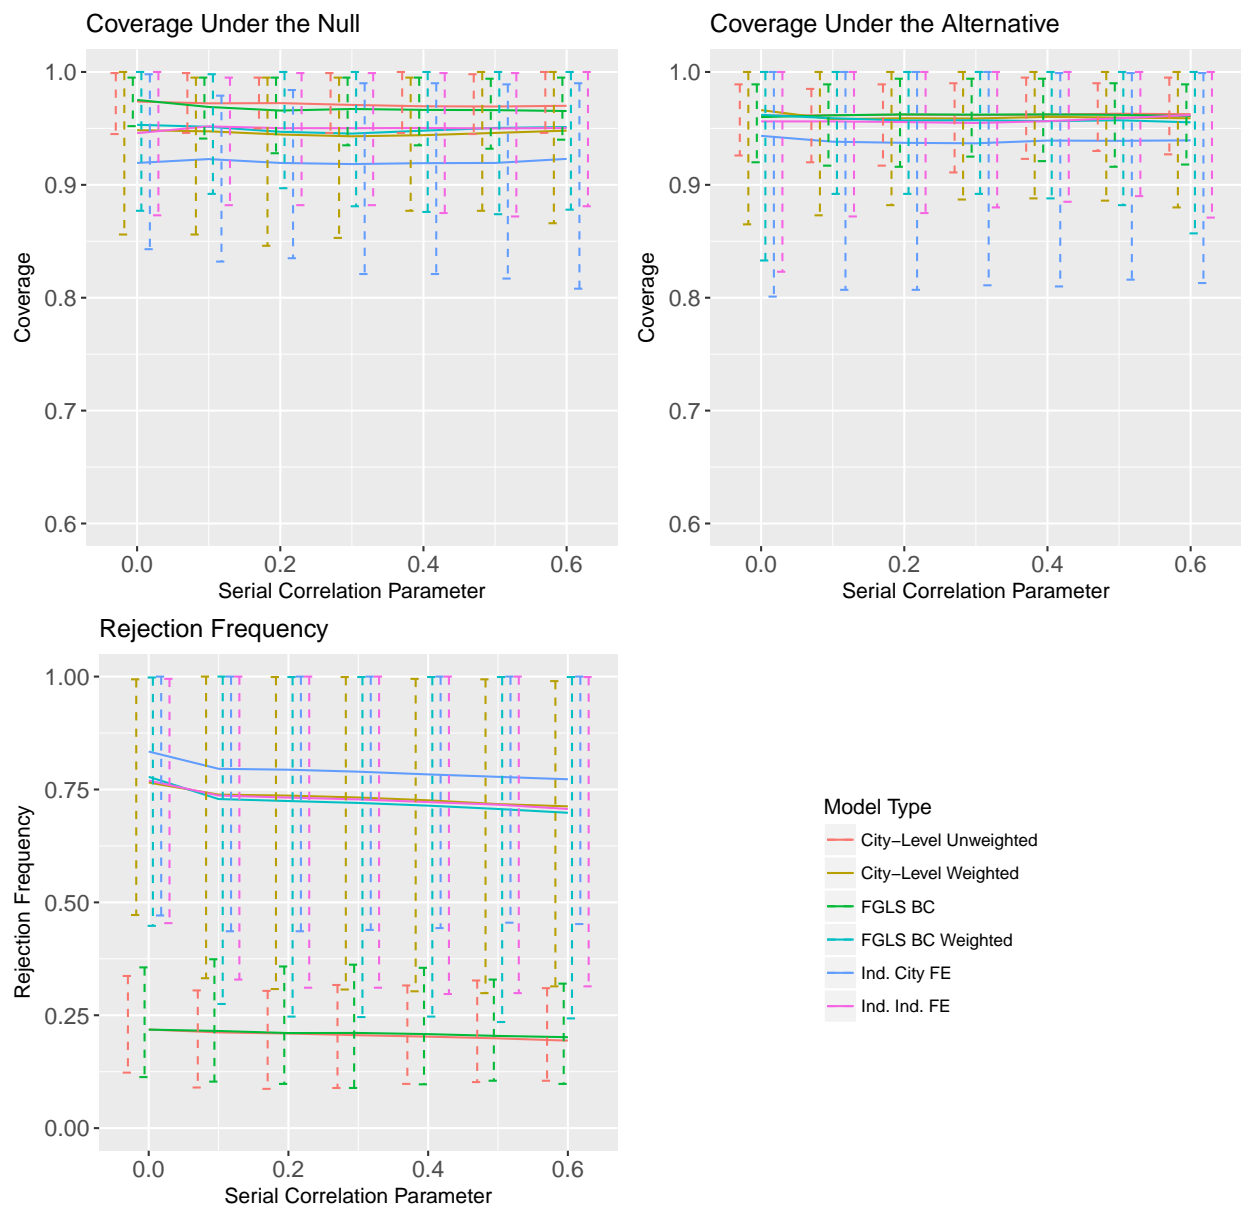 Coverage Under the Null
Coverage
1.0
0.9
0.8
0.7
0.6
0.0 0.2 0.4 0.6
Serial Correlation Parameter
Coverage Under the Alternative
Coverage
1.0
0.9
0.8
0.7
0.6
0.0 0.2 0.4 0.6
Serial Correlation Parameter
Rejection Frequency
Rejection Frequency
1.00
0.75
0.50
0.25
0.00
0.0 0.2 0.4 0.6
Serial Correlation Parameter
Model Type
City−Level Unweighted
City−Level Weighted
FGLS BC
FGLS BC Weighted
Ind. City FE
Ind. Ind. FE